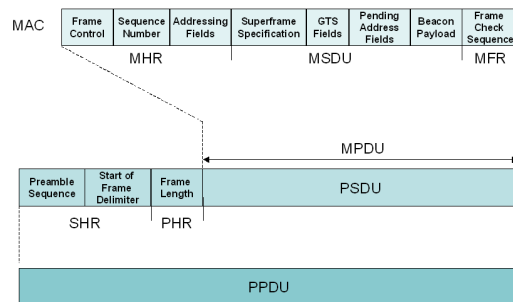 MAC
Frame Control
Sequence Number
Addressing Fields
Superframe Specification
GTS Fields
Pending Address Fields
Beacon Payload
Frame Check Sequence
MHR
MSDU
MFR
MPDU
Preamble Sequence
Start of Frame Delimiter
Frame Length
PSDU
SHR
PHR
PPDU